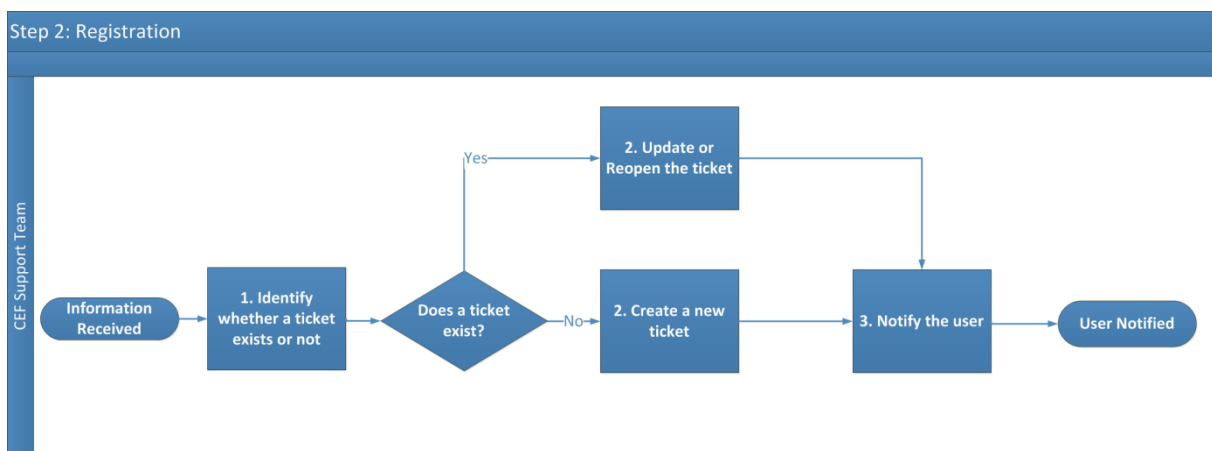 Step 2: Registration
CEF Support Team
Information
Received
1. Identify
whether a ticket
exists or not
Does a ticket
exist?
Yes
2. Update or
Reopen the ticket
No
2. Create a new
ticket
3. Notify the user
User Notified